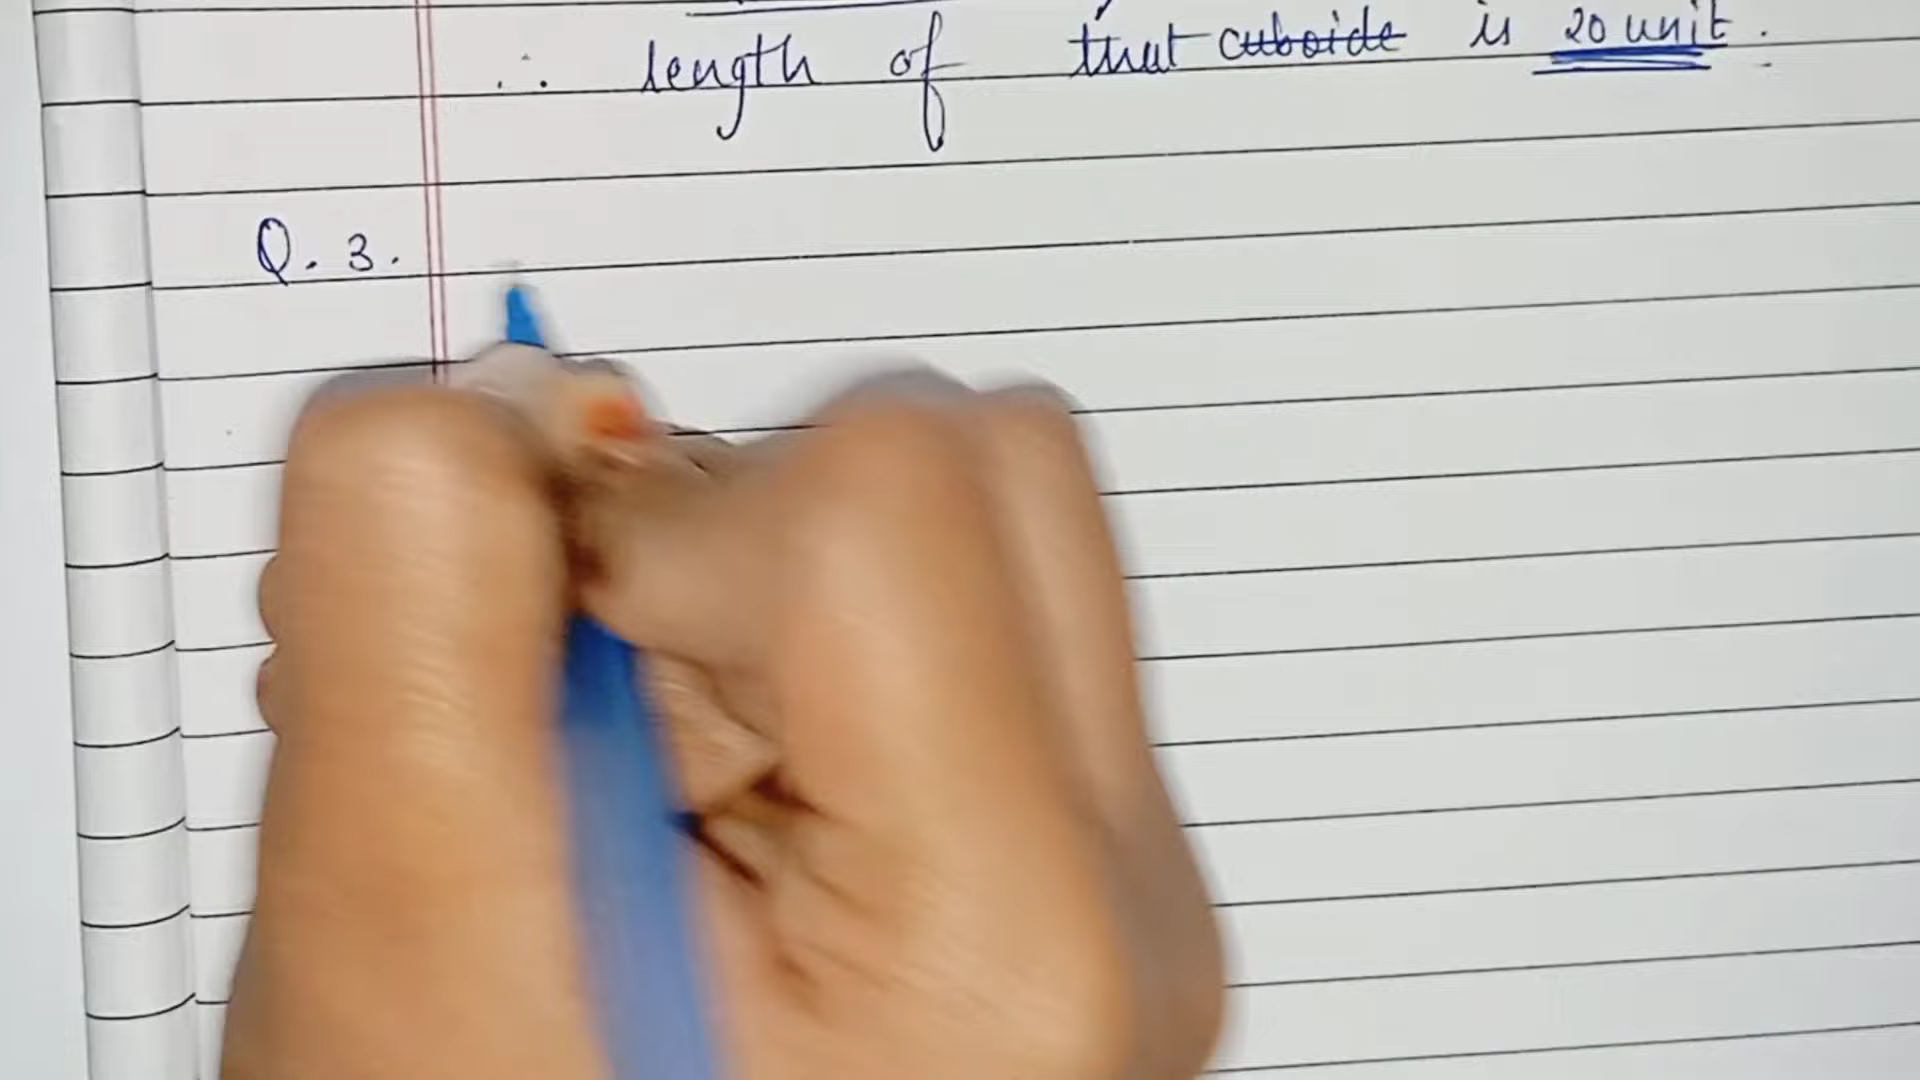 ∴ length of that cuboide is 20 unit.
Q. 3.